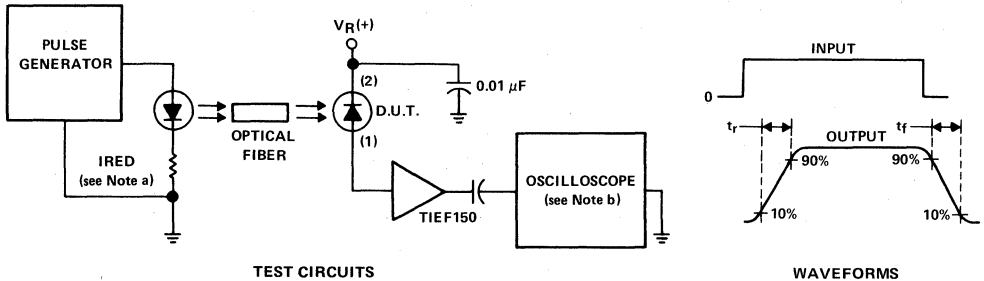 PULSE
GENERATOR
IRED
(see Note a)
OPTICAL
FIBER
VR(+)
(2)
0.01 µF
D.U.T.
(1)
TIEF150
OSCILLOSCOPE
(see Note b)
TEST CIRCUITS
INPUT
0
tr
OUTPUT
tf
90%
90%
10%
10%
WAVEFORMS